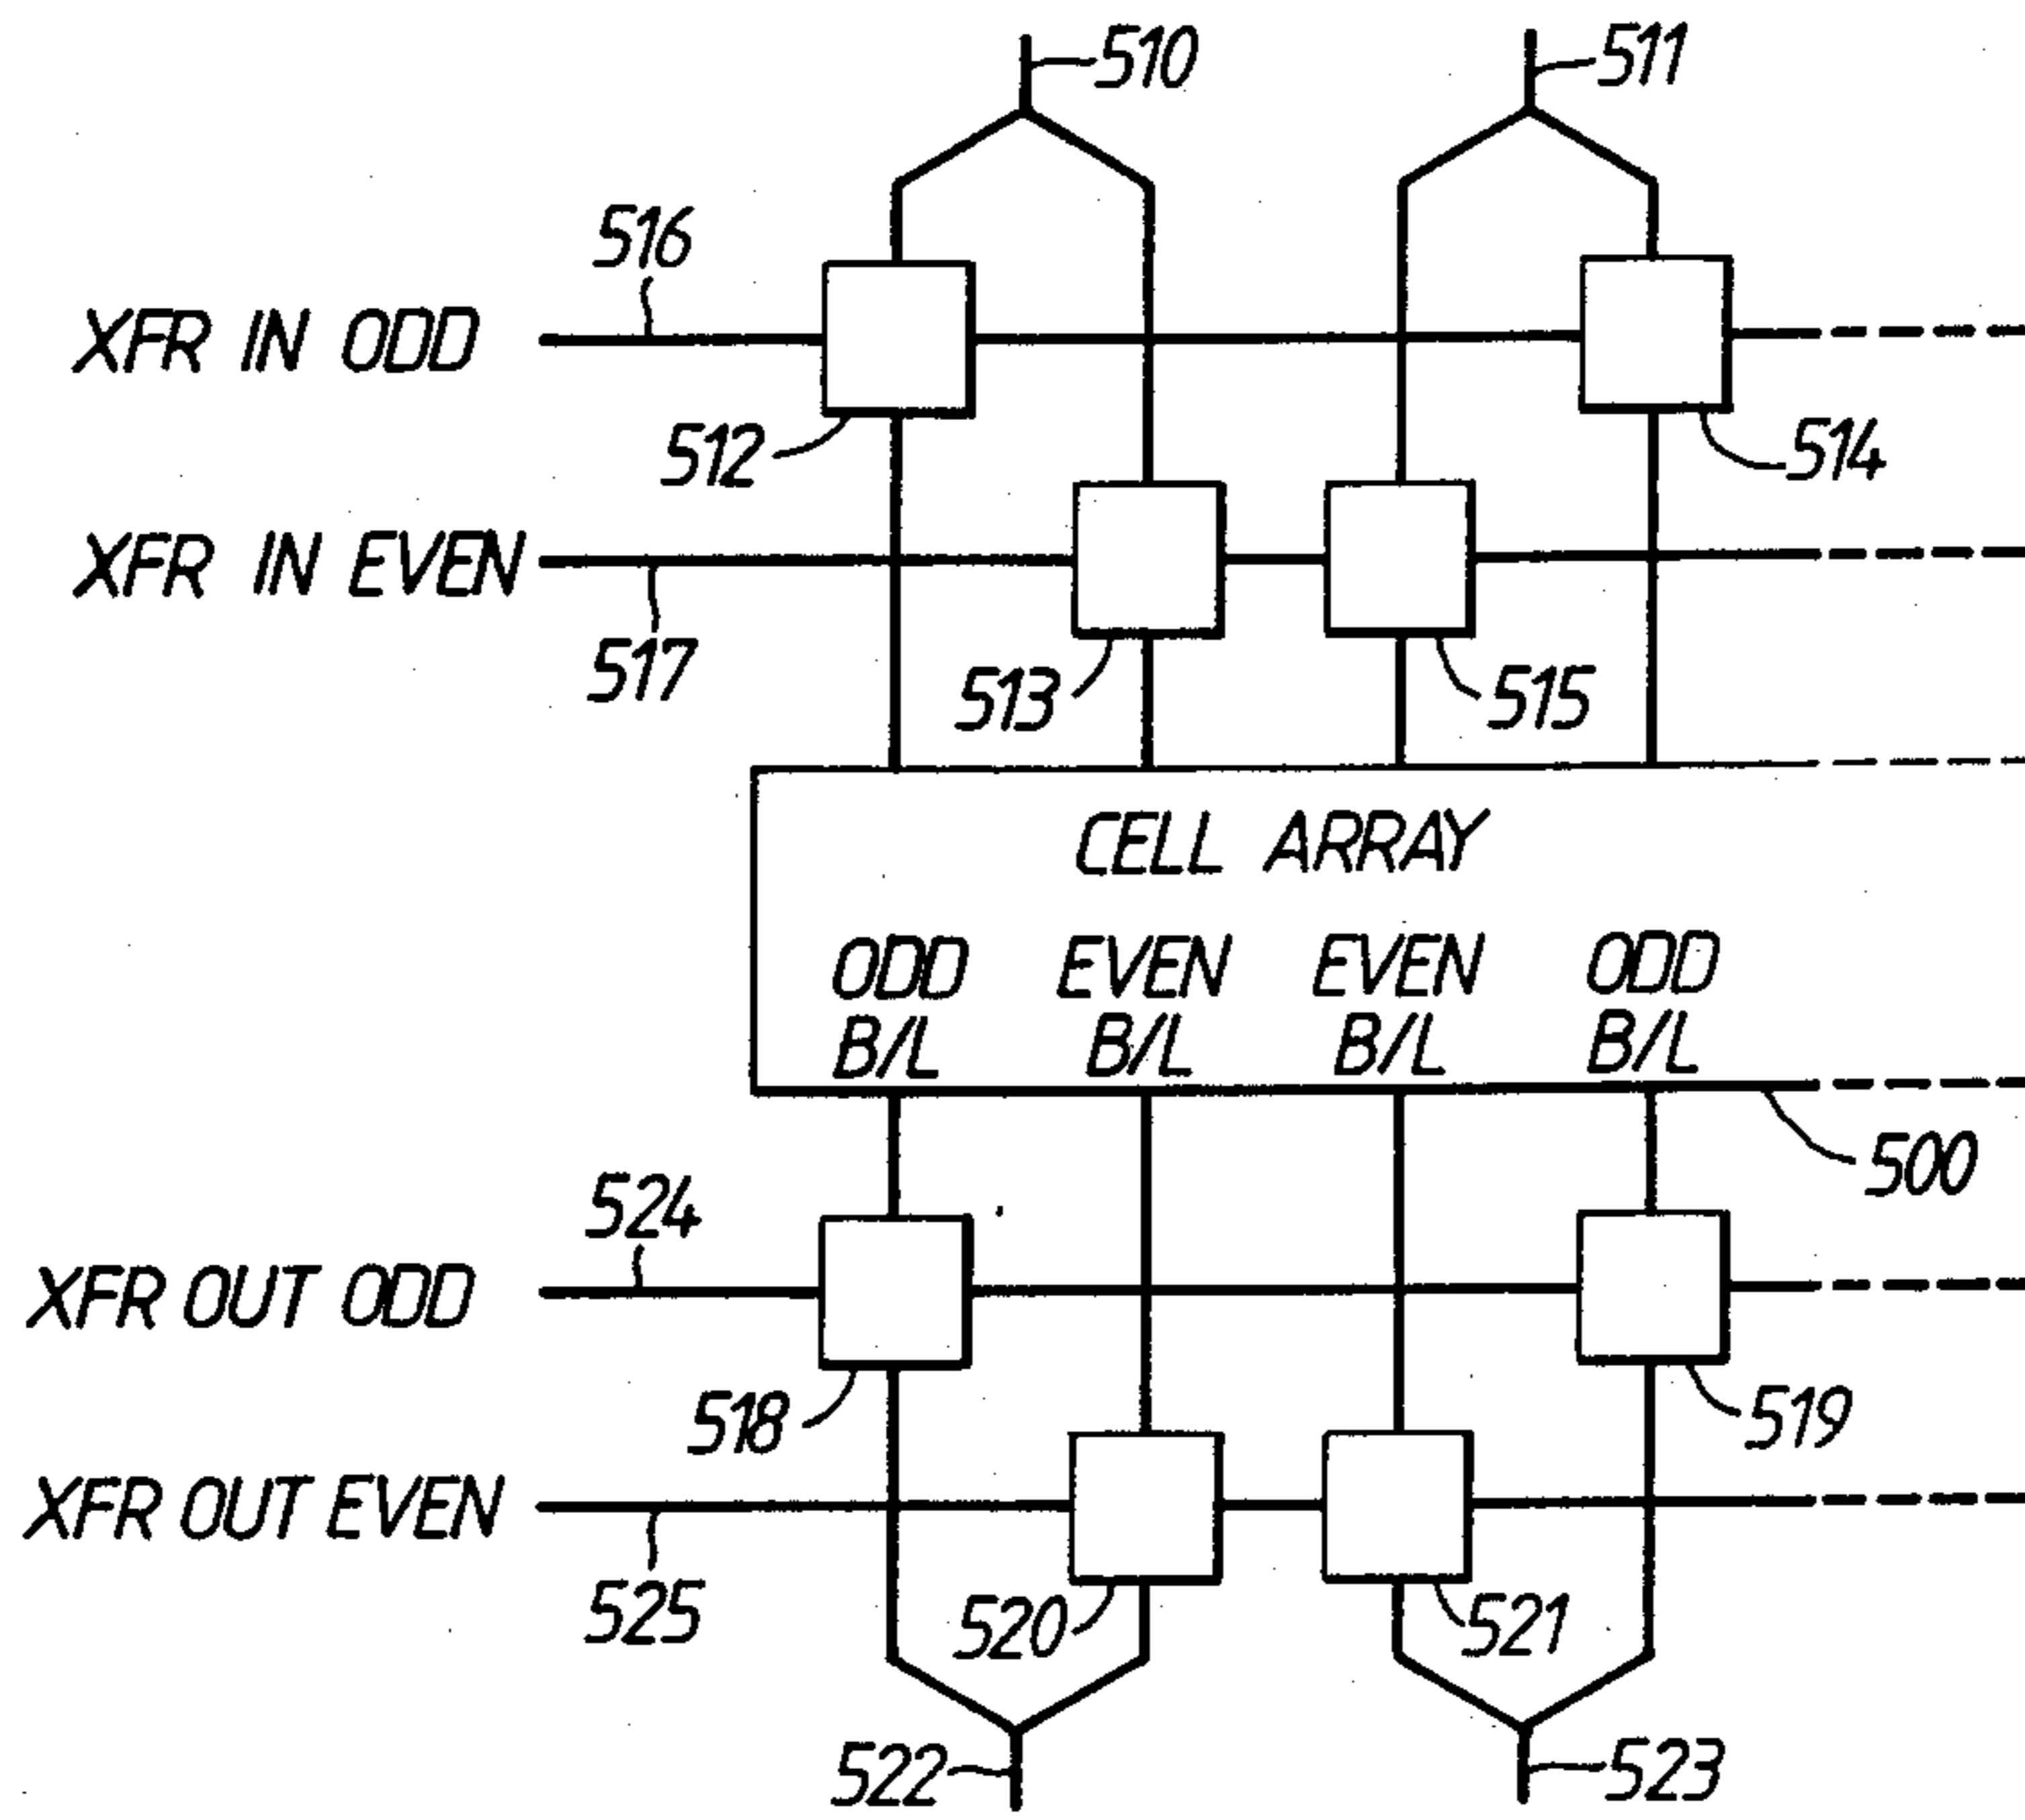 510
511
516
XFR IN ODD
512
514
XFR IN EVEN
517
513
515
CELL ARRAY
ODD EVEN EVEN ODD
B/L B/L B/L B/L
500
524
XFR OUT ODD
518
519
XFR OUT EVEN
525
520
521
522
523